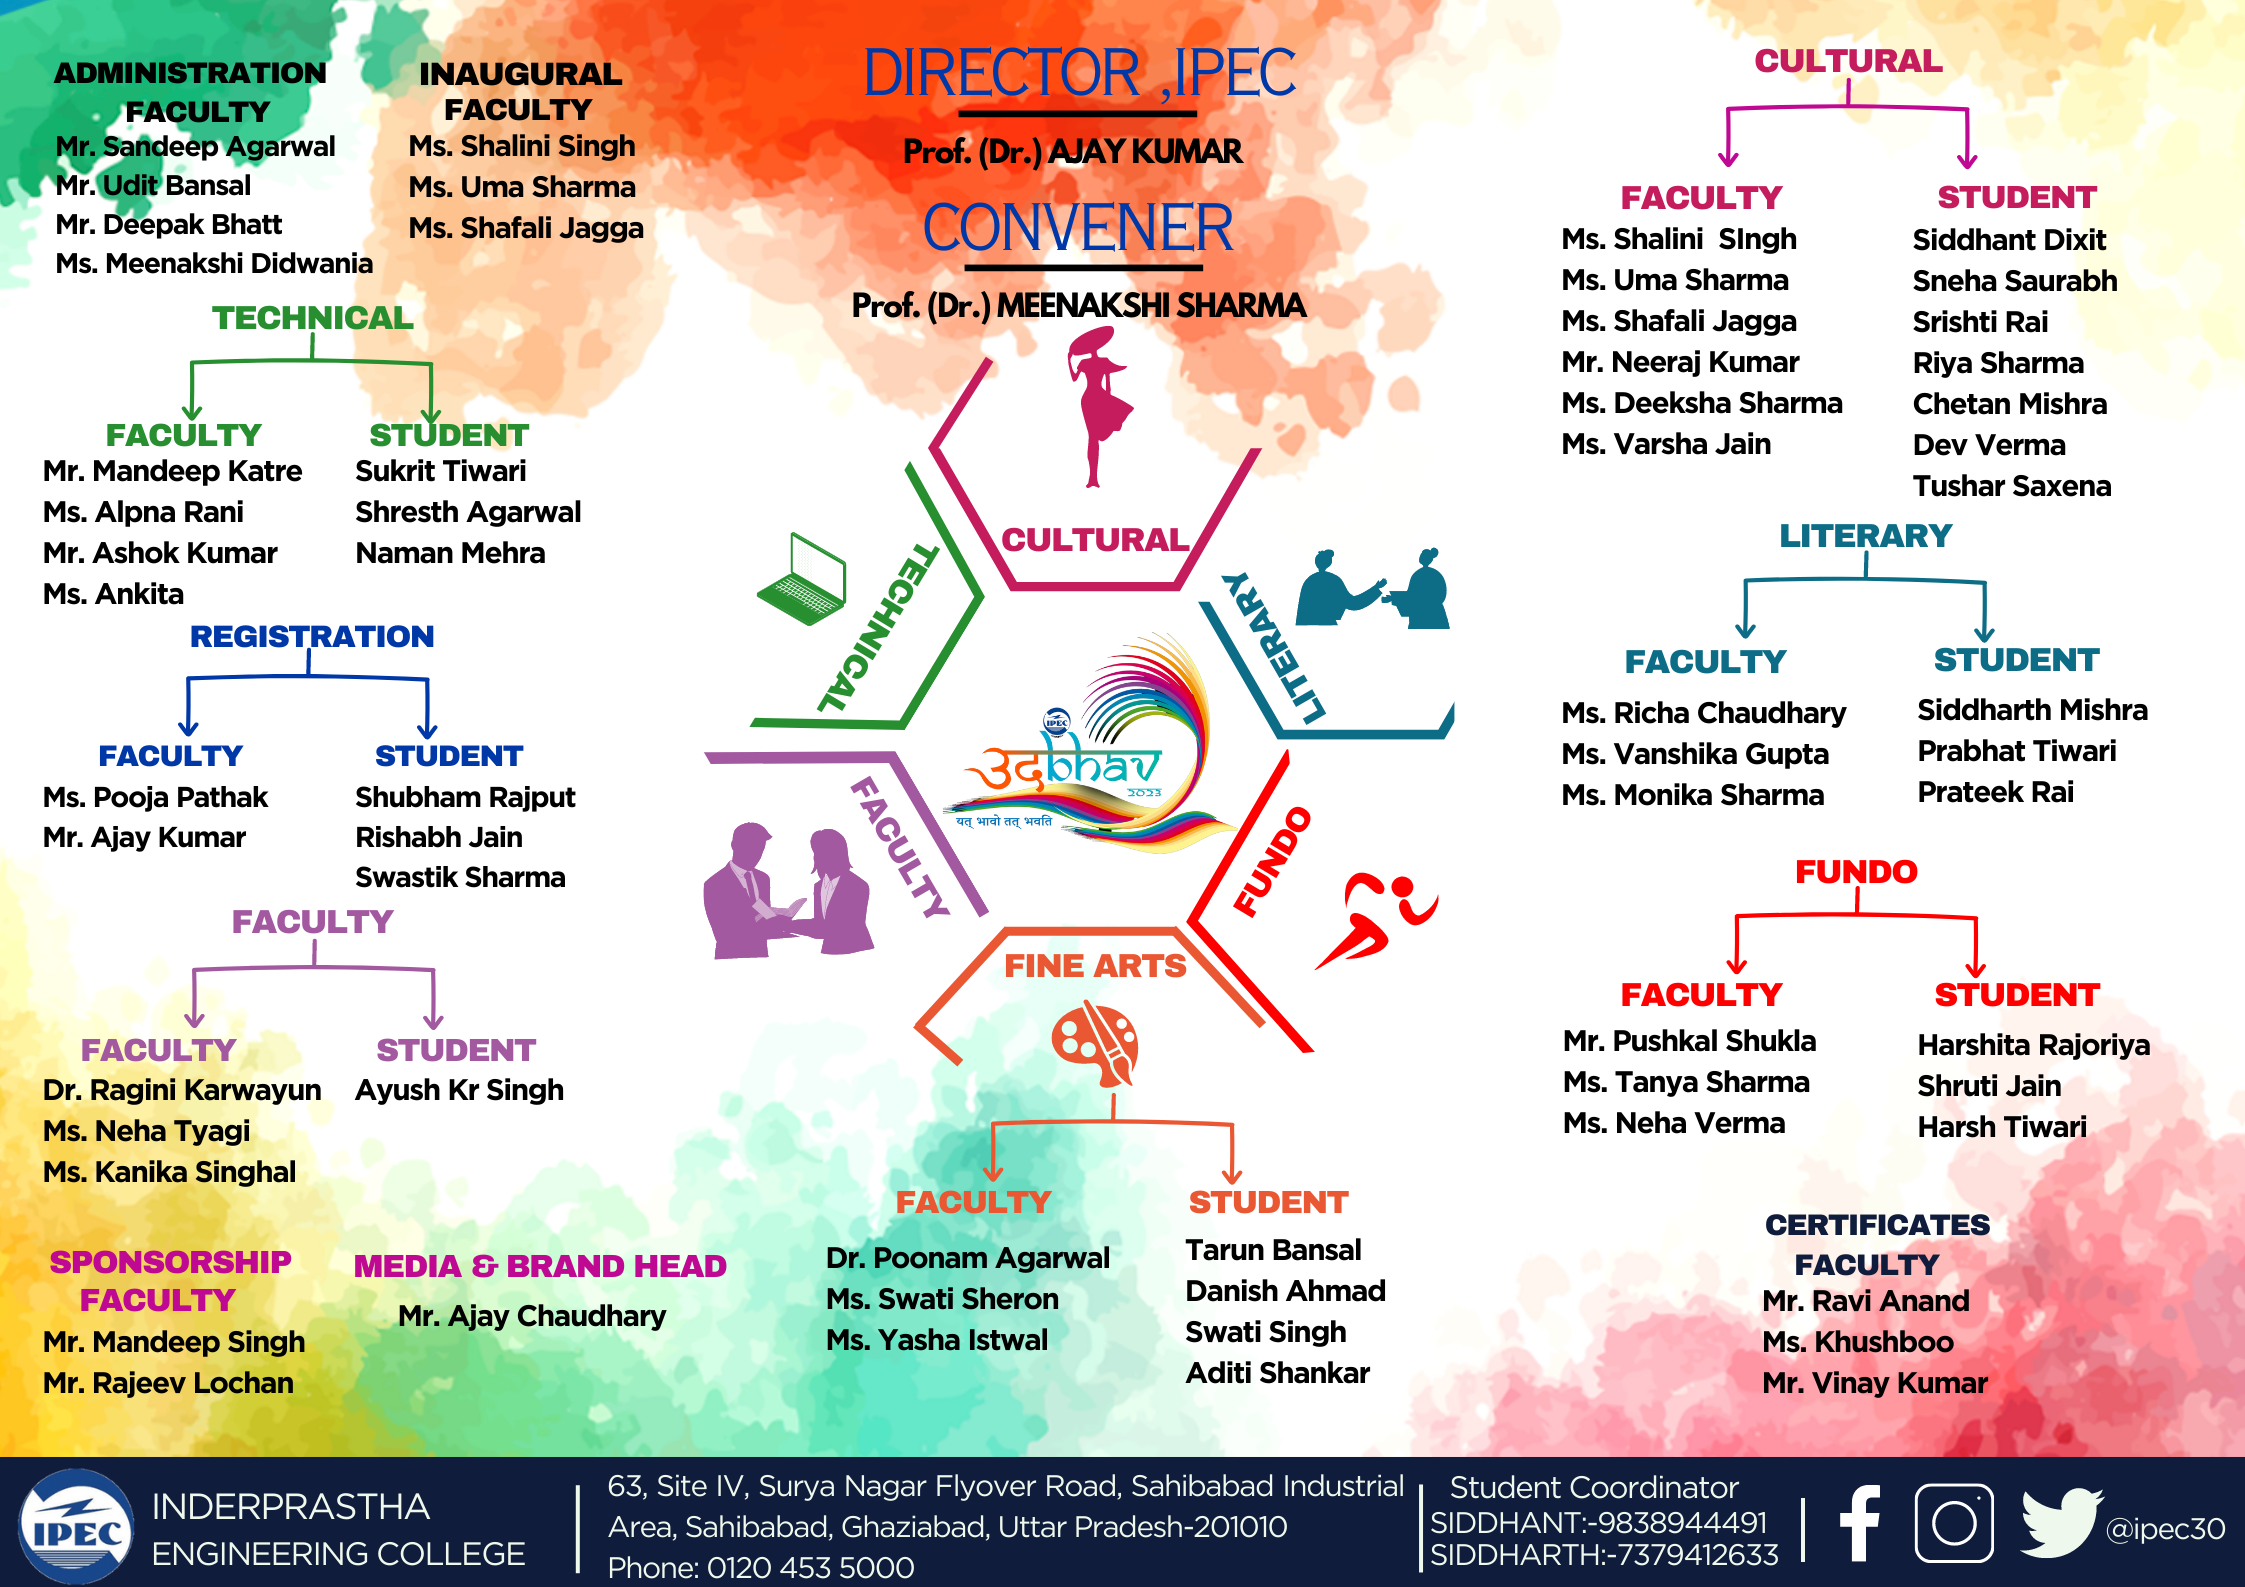 ADMINISTRATION
FACULTY
Mr. Sandeep Agarwal
Mr. Udit Bansal
Mr. Deepak Bhatt
Ms. Meenakshi Didwania
INAUGURAL
FACULTY
Ms. Shalini Singh
Ms. Uma Sharma
Ms. Shafali Jagga
DIRECTOR ,IPEC
Prof. (Dr.) AJAY KUMAR
CONVENER
Prof. (Dr.) MEENAKSHI SHARMA
TECHNICAL
FACULTY
Mr. Mandeep Katre
Ms. Alpna Rani
Mr. Ashok Kumar
Ms. Ankita
STUDENT
Sukrit Tiwari
Shresth Agarwal
Naman Mehra
REGISTRATION
FACULTY
Ms. Pooja Pathak
Mr. Ajay Kumar
STUDENT
Shubham Rajput
Rishabh Jain
Swastik Sharma
FACULTY
FACULTY
Dr. Ragini Karwayun
Ms. Neha Tyagi
Ms. Kanika Singhal
STUDENT
Ayush Kr Singh
SPONSORSHIP
FACULTY
Mr. Mandeep Singh
Mr. Rajeev Lochan
MEDIA & BRAND HEAD
Mr. Ajay Chaudhary
CULTURAL
TECHNICAL
LITERARY
IPEC
उदbhav
2023
यत् भावो तत् भवति
FACULTY
FUNDO
FINE ARTS
FACULTY
Dr. Poonam Agarwal
Ms. Swati Sheron
Ms. Yasha Istwal
STUDENT
Tarun Bansal
Danish Ahmad
Swati Singh
Aditi Shankar
CULTURAL
FACULTY
Ms. Shalini SIngh
Ms. Uma Sharma
Ms. Shafali Jagga
Mr. Neeraj Kumar
Ms. Deeksha Sharma
Ms. Varsha Jain
STUDENT
Siddhant Dixit
Sneha Saurabh
Srishti Rai
Riya Sharma
Chetan Mishra
Dev Verma
Tushar Saxena
LITERARY
FACULTY
Ms. Richa Chaudhary
Ms. Vanshika Gupta
Ms. Monika Sharma
STUDENT
Siddharth Mishra
Prabhat Tiwari
Prateek Rai
FUNDO
FACULTY
Mr. Pushkal Shukla
Ms. Tanya Sharma
Ms. Neha Verma
STUDENT
Harshita Rajoriya
Shruti Jain
Harsh Tiwari
CERTIFICATES
FACULTY
Mr. Ravi Anand
Ms. Khushboo
Mr. Vinay Kumar
IPEC
INDERPRASTHA
ENGINEERING COLLEGE
63, Site IV, Surya Nagar Flyover Road, Sahibabad Industrial
Area, Sahibabad, Ghaziabad, Uttar Pradesh-201010
Phone: 0120 453 5000
Student Coordinator
SIDDHANT:-9838944491
SIDDHARTH:-7379412633
@ipec30